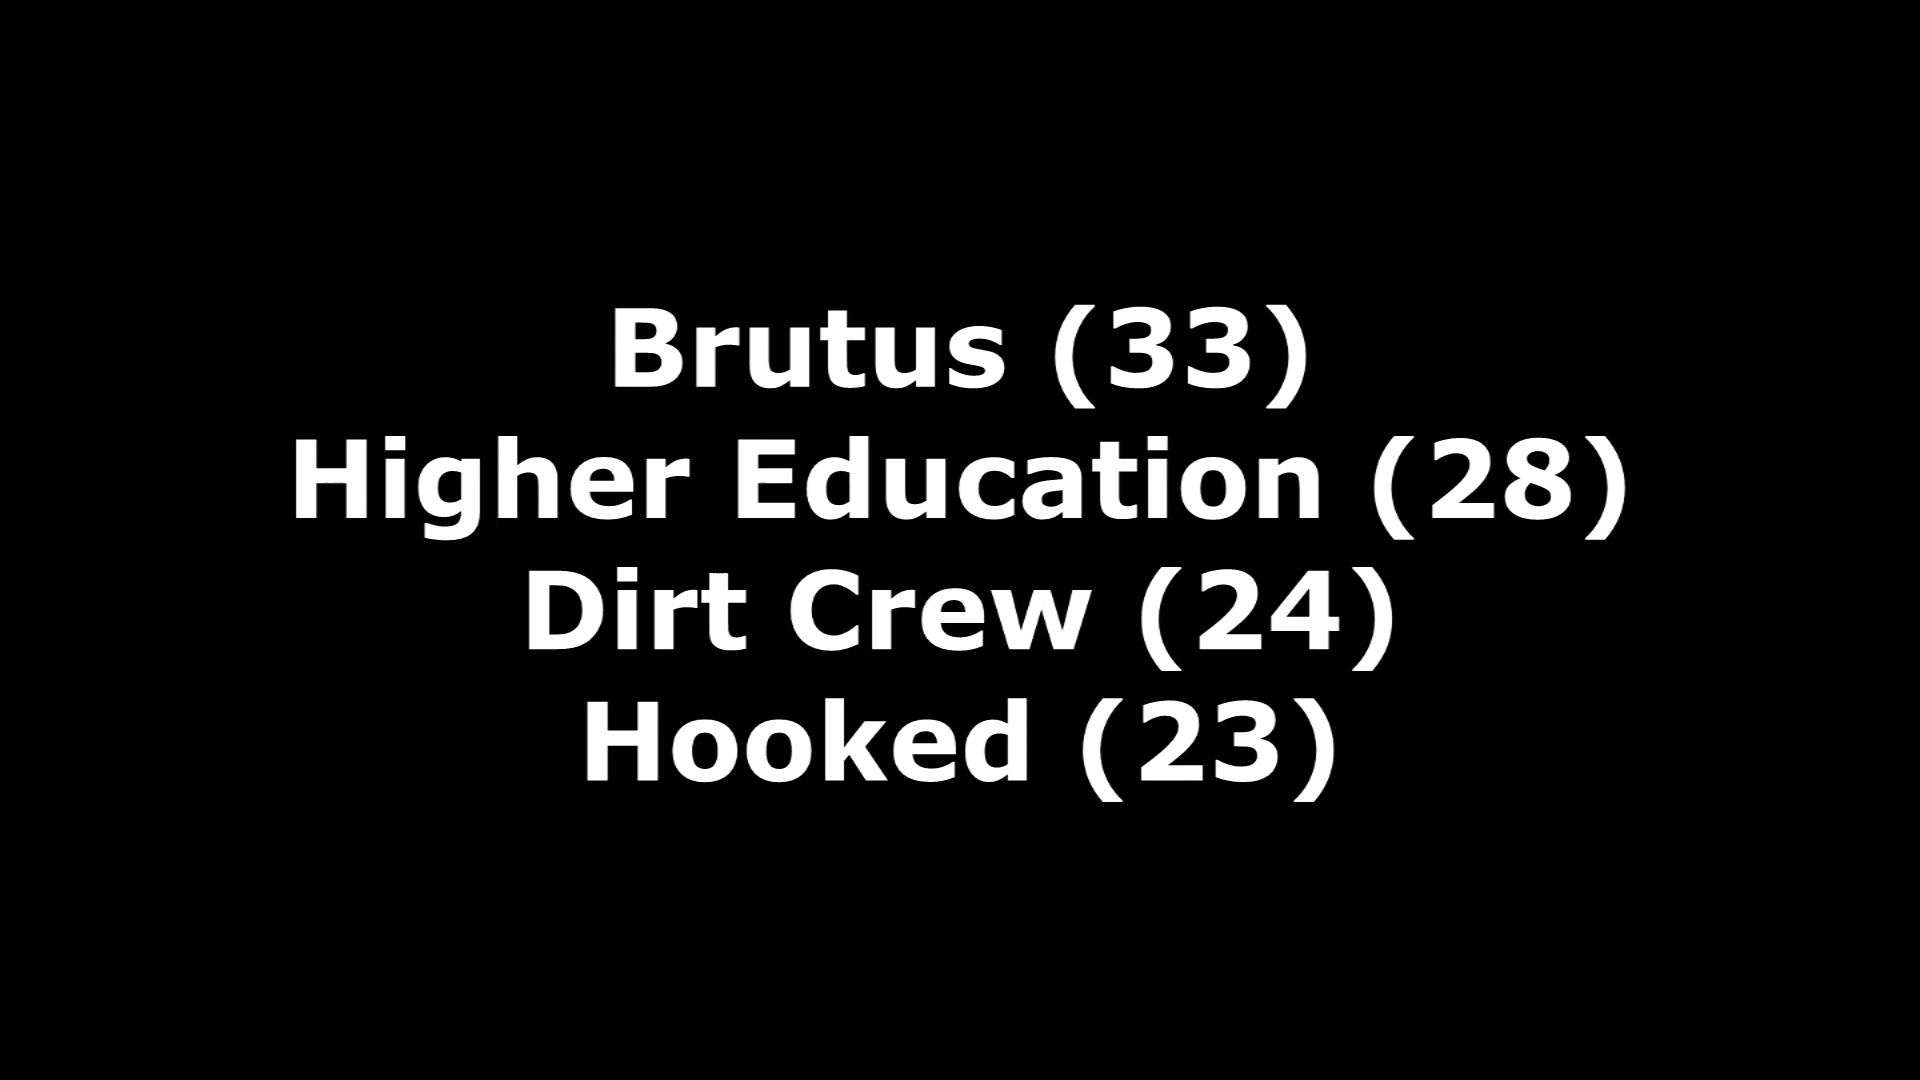 Brutus (33)
Higher Education (28)
Dirt Crew (24)
Hooked (23)